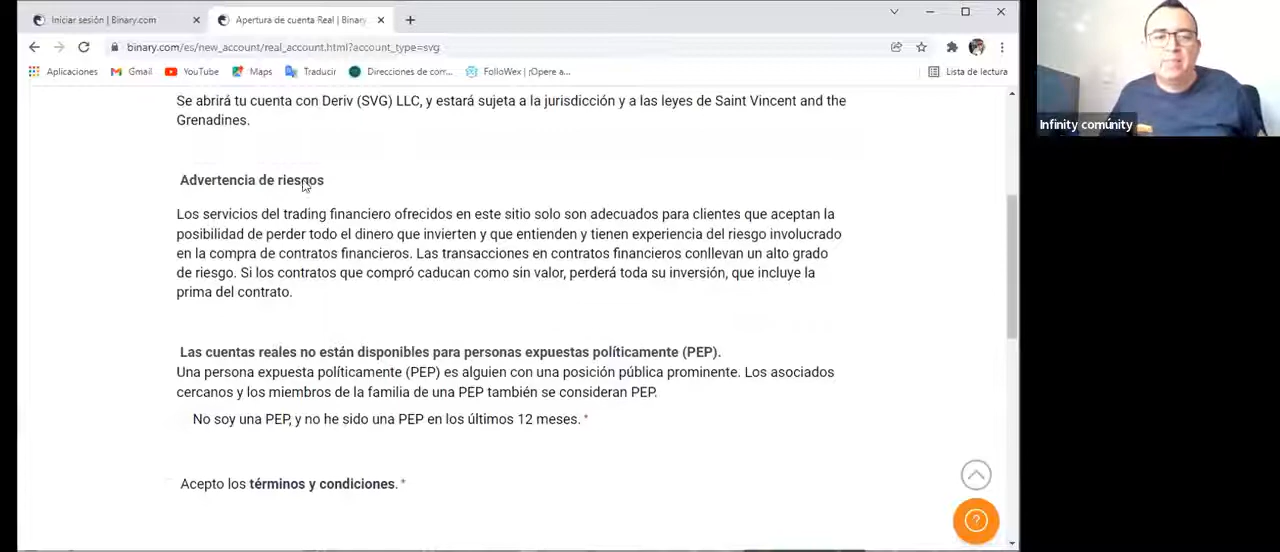 Iniciar sesión | Binary.com
Apertura de cuenta Real | Binary
binary.com/es/new_account/real_account.html?account_type=svg
Aplicaciones
Gmail
YouTube
Maps
Traducir
Direcciones de corr...
FolloWex | ¡Opere a...
Lista de lectura
Se abrirá tu cuenta con Deriv (SVG) LLC, y estará sujeta a la jurisdicción y a las leyes de Saint Vincent and the
Grenadines.
Advertencia de riesgos
Los servicios del trading financiero ofrecidos en este sitio solo son adecuados para clientes que aceptan la
posibilidad de perder todo el dinero que invierten y que entienden y tienen experiencia del riesgo involucrado
en la compra de contratos financieros. Las transacciones en contratos financieros conllevan un alto grado
de riesgo. Si los contratos que compró caducan como sin valor, perderá toda su inversión, que incluye la
prima del contrato.
Las cuentas reales no están disponibles para personas expuestas políticamente (PEP).
Una persona expuesta políticamente (PEP) es alguien con una posición pública prominente. Los asociados
cercanos y los miembros de la familia de una PEP también se consideran PEP.
No soy una PEP, y no he sido una PEP en los últimos 12 meses. *
Acepto los términos y condiciones. *
Infinity comúnity